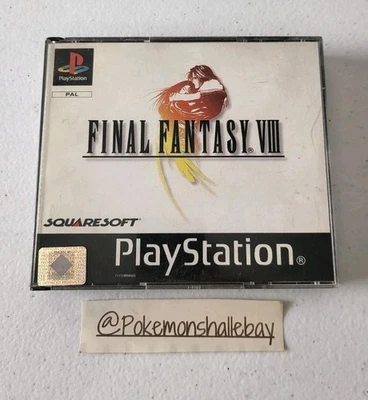 PlayStation
PAL
FINAL FANTASY® VIII
SQUARESOFT
PlayStation®
@Pokemonshallebay